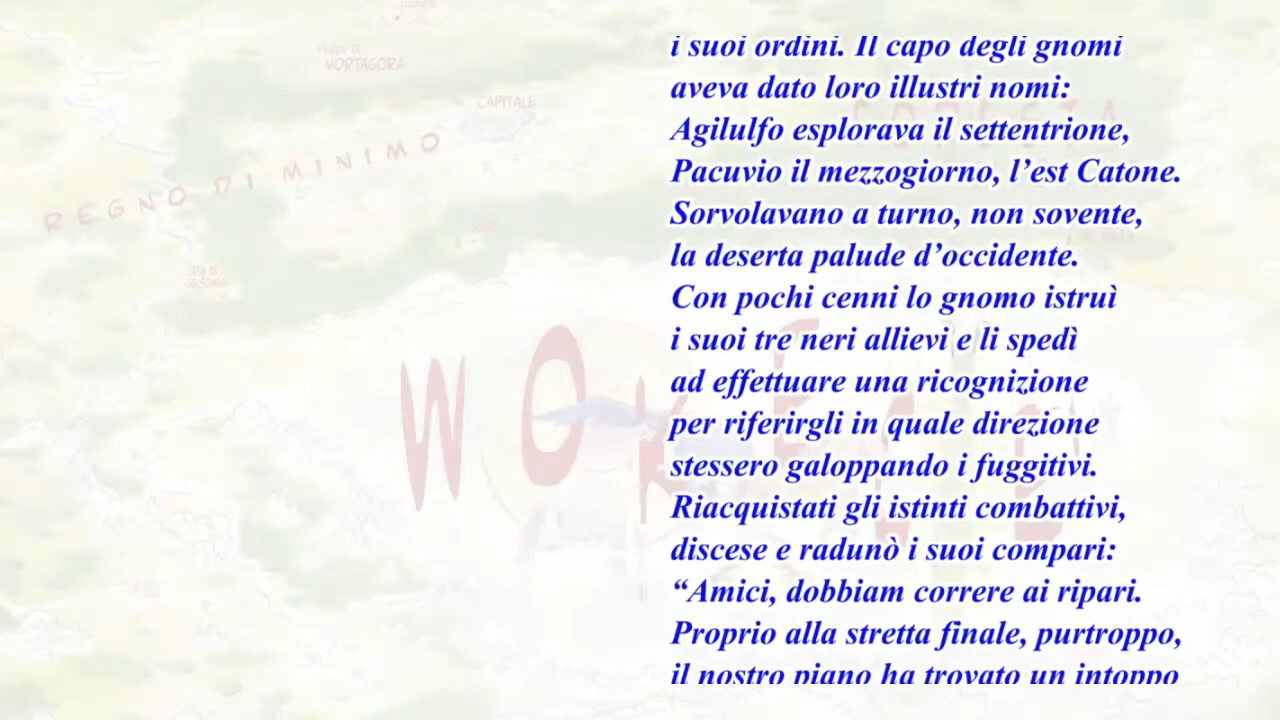 i suoi ordini. Il capo degli gnomi
aveva dato loro illustri nomi:
Agilulfo esplorava il settentrione,
Pacuvio il mezzogiorno, l’est Catone.
Sorvolavano a turno, non sovente,
la deserta palude d’occidente.
Con pochi cenni lo gnomo istruì
i suoi tre neri allievi e li spedì
ad effettuare una ricognizione
per riferirgli in quale direzione
stessero galoppando i fuggitivi.
Riacquistati gli istinti combattivi,
discese e radunò i suoi compari:
“Amici, dobbiam correre ai ripari.
Proprio alla stretta finale, purtroppo,
il nostro piano ha trovato un intoppo
MORTAGORA
CAPITALE
REGNO DI MINIMO